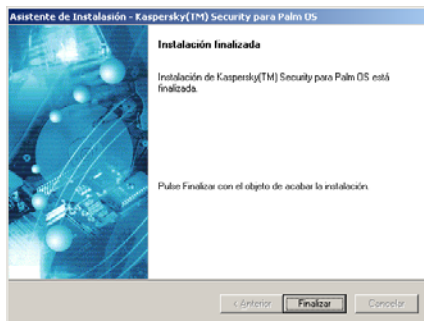 Asistente de Instalasión - Kaspersky(TM) Security para Palm OS
Instalación finalizada
Instalación de Kaspersky(TM) Security para Palm OS está
finalizada.
Pulse Finalizar con el objeto de acabar la instalación.
< Anterior Finalizar Cancelar